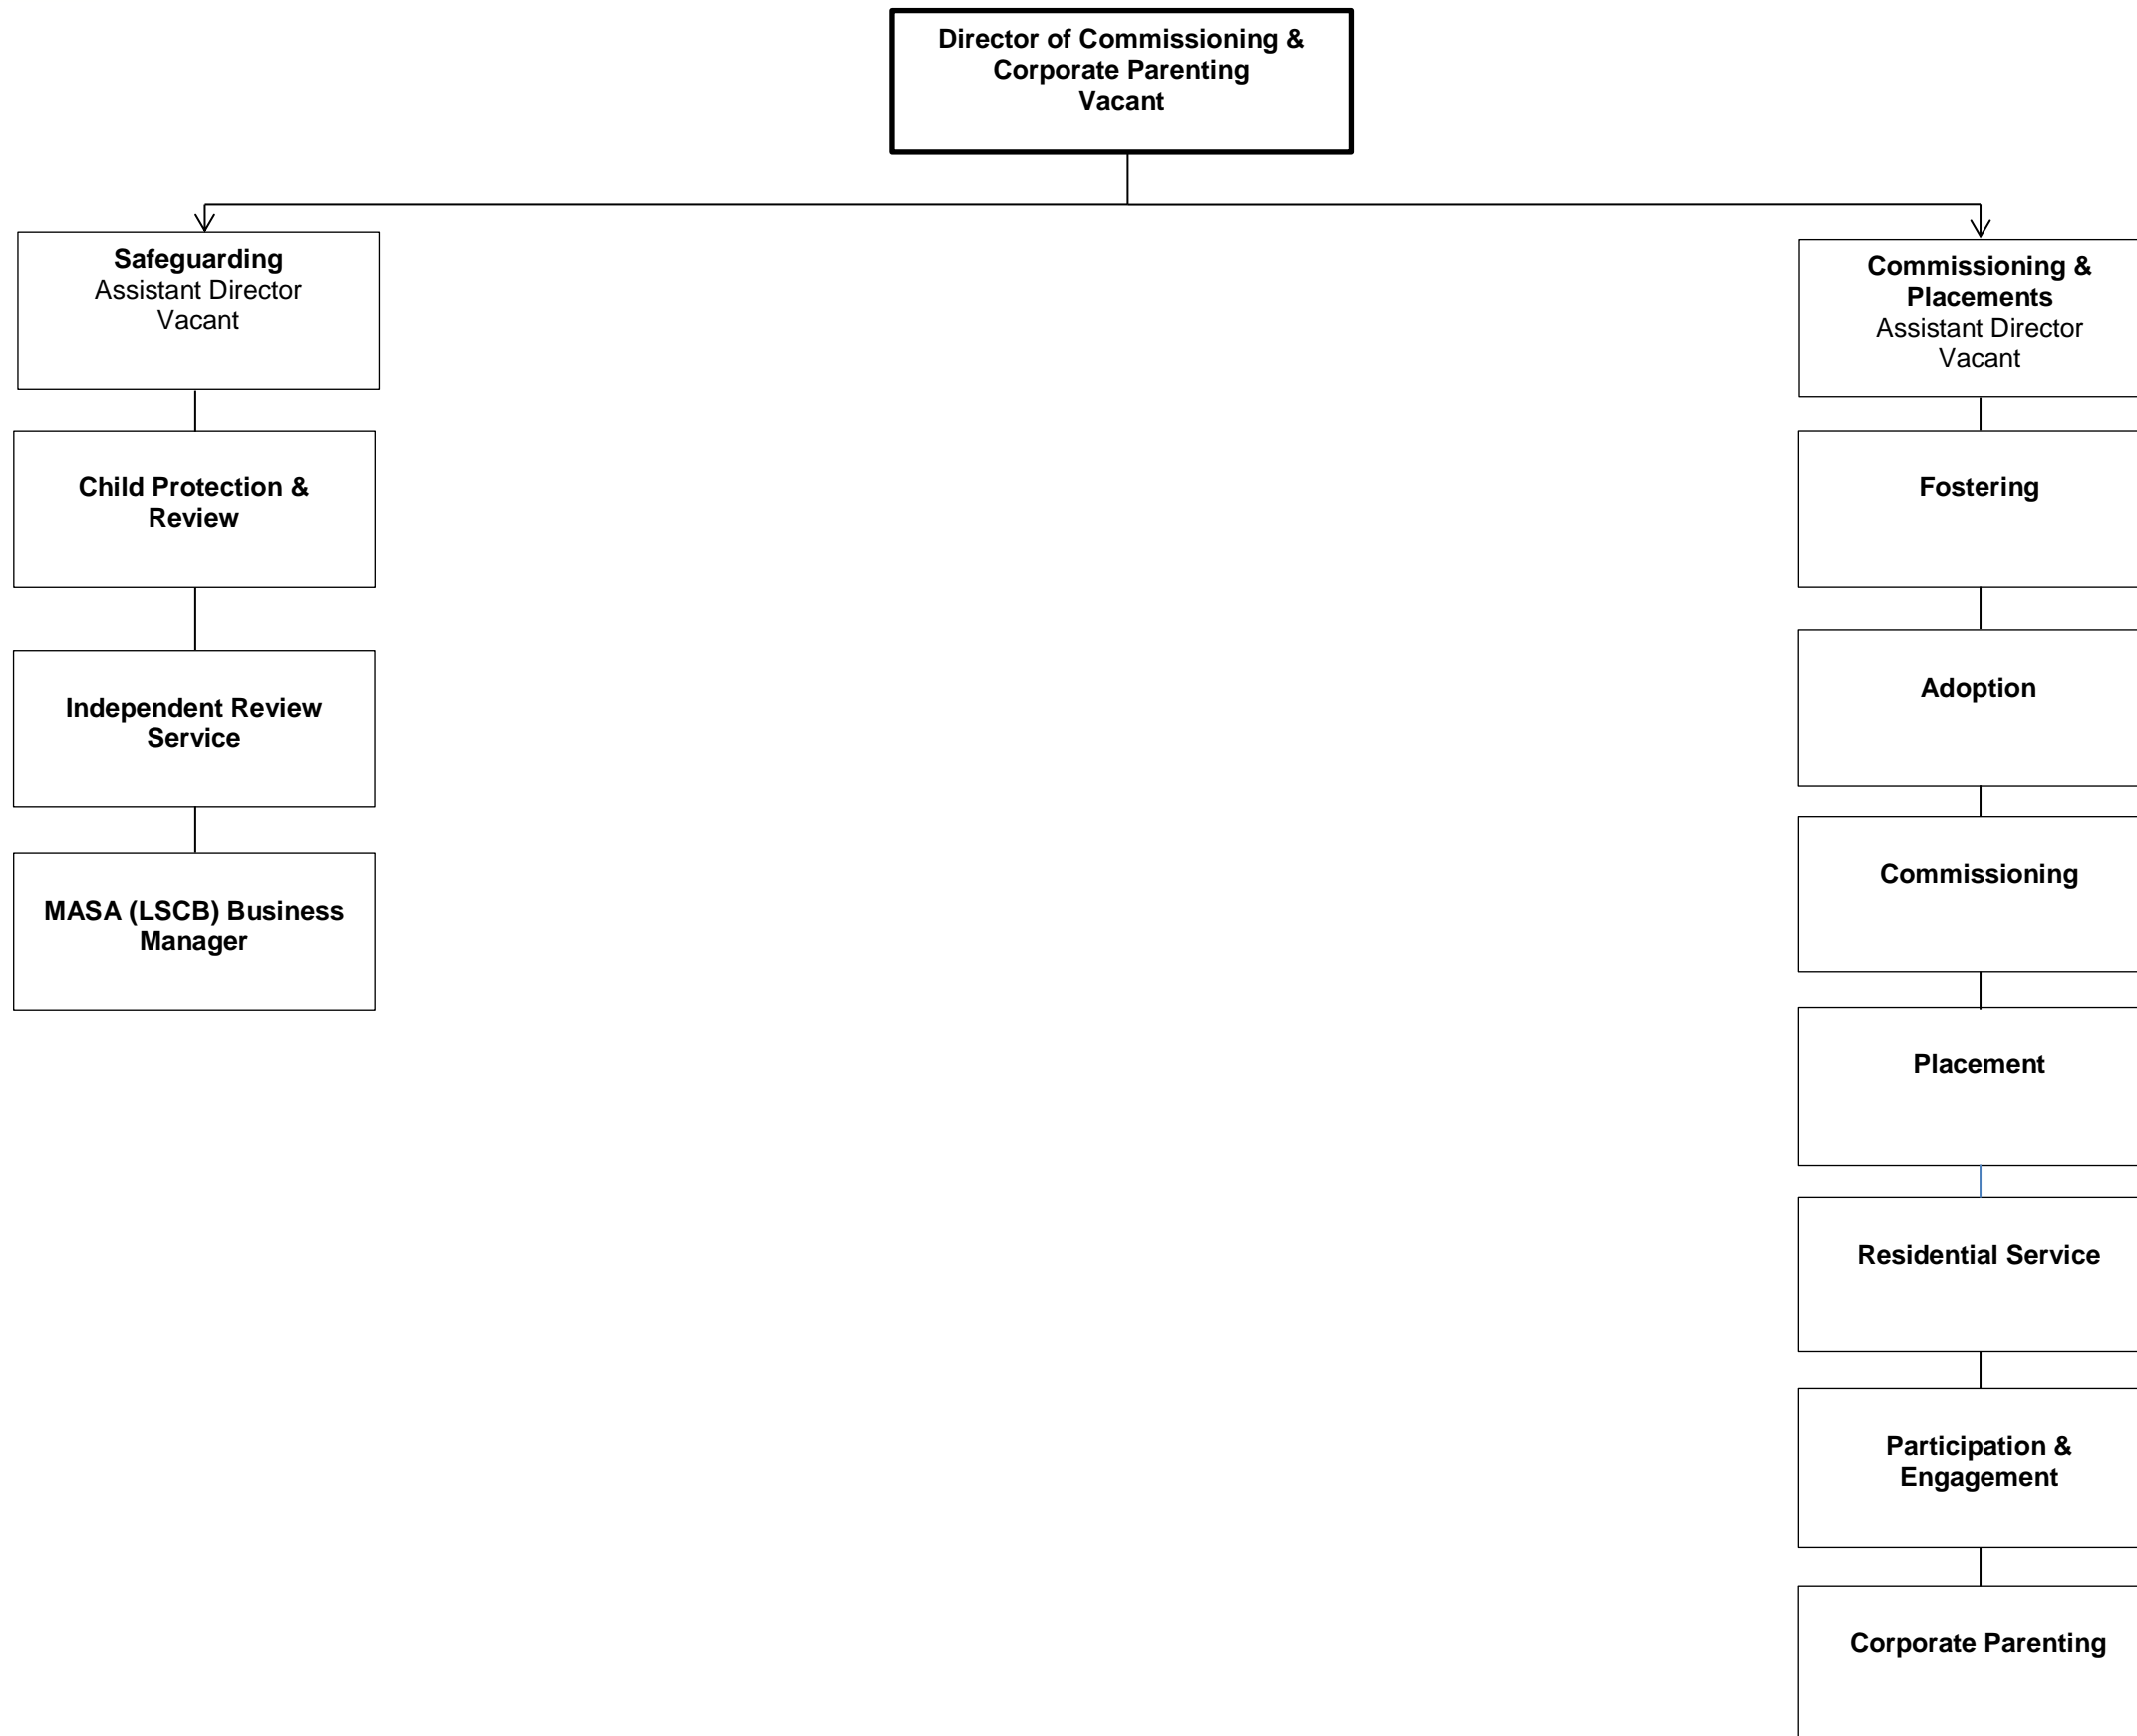 Director of Commissioning &
Corporate Parenting
Vacant
Safeguarding
Assistant Director
Vacant
Commissioning &
Placements
Assistant Director
Vacant
Child Protection &
Review
Fostering
Independent Review
Service
Adoption
MASA (LSCB) Business
Manager
Commissioning
Placement
Residential Service
Participation &
Engagement
Corporate Parenting